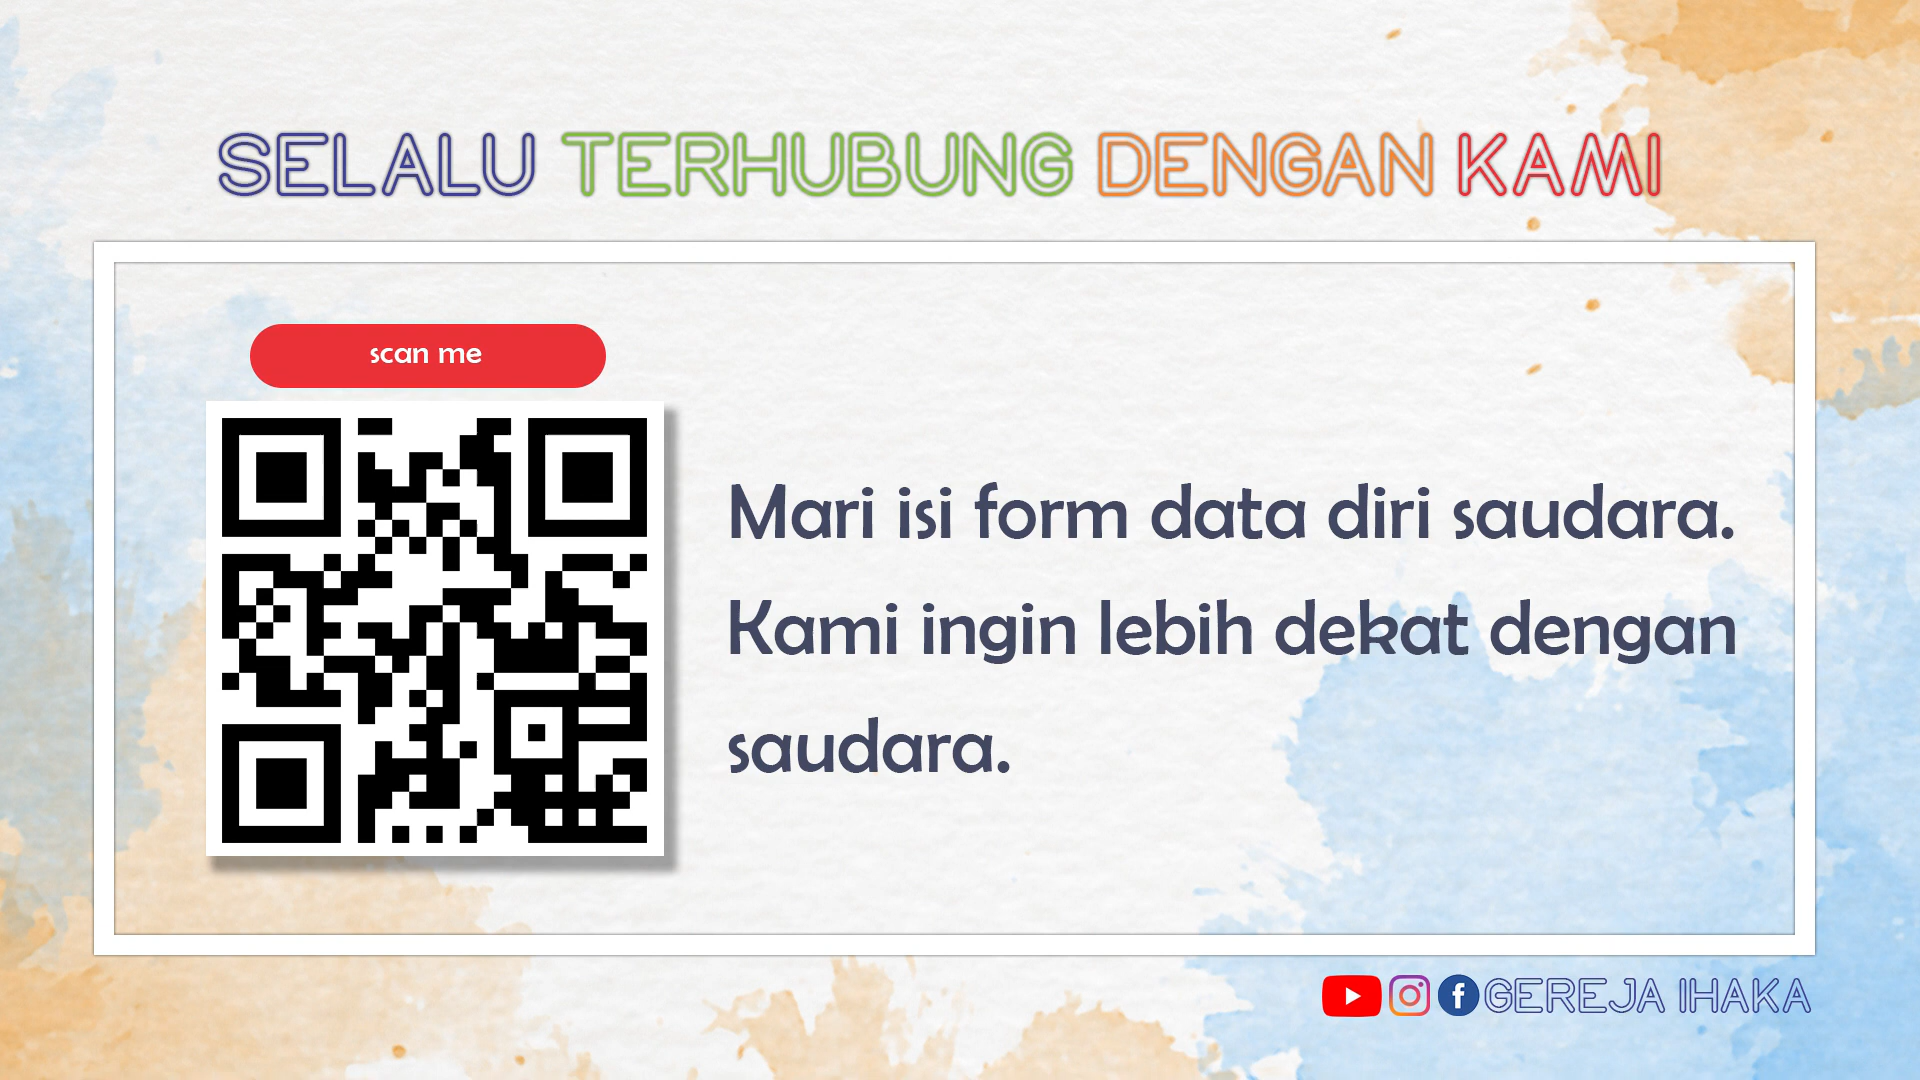 SELALU TERHUBUNG DENGAN KAMI
scan me
Mari isi form data diri saudara.
Kami ingin lebih dekat dengan
saudara.
GEREJA IHAKA